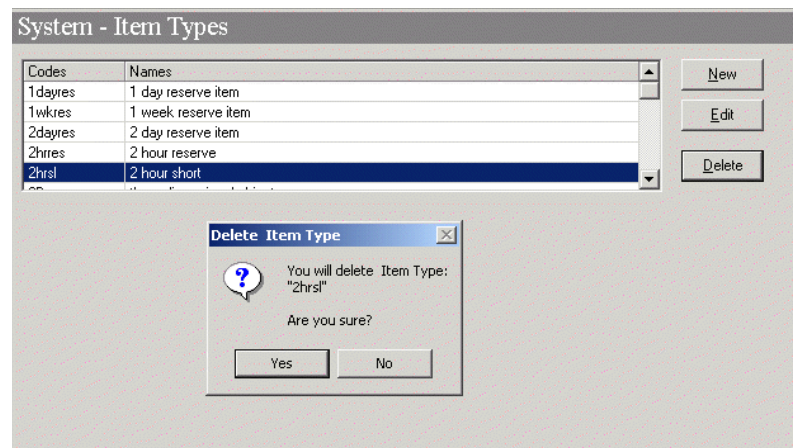 System - Item Types
Codes Names
1dayres 1 day reserve item
1wkres 1 week reserve item
2dayres 2 day reserve item
2hrres 2 hour reserve
2hrsl 2 hour short
New
Edit
Delete
Delete Item Type
You will delete Item Type:
"2hrsl"
Are you sure?
Yes No